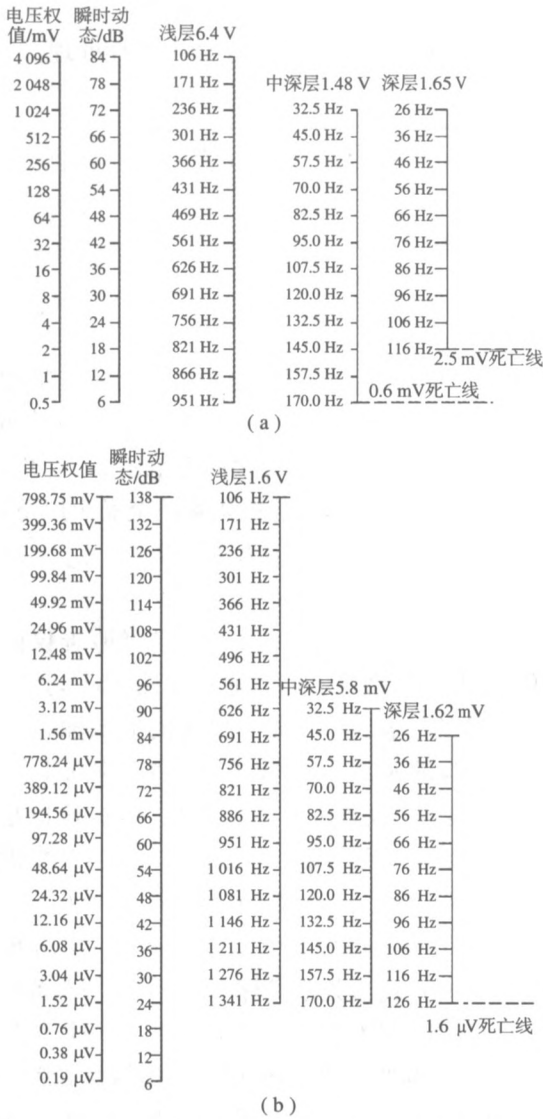 电压权
值/mV
瞬时动
态/dB
浅层6.4 V
中深层1.48 V
深层1.65 V
4 096
2 048
1 024
512
256
128
64
32
16
8
4
2
1
0.5
84
78
72
66
60
54
48
42
36
30
24
18
12
6
106 Hz
171 Hz
236 Hz
301 Hz
366 Hz
431 Hz
469 Hz
561 Hz
626 Hz
691 Hz
756 Hz
821 Hz
866 Hz
951 Hz
32.5 Hz
45.0 Hz
57.5 Hz
70.0 Hz
82.5 Hz
95.0 Hz
107.5 Hz
120.0 Hz
132.5 Hz
145.0 Hz
157.5 Hz
170.0 Hz
0.6 mV死亡线
26 Hz
36 Hz
46 Hz
56 Hz
66 Hz
76 Hz
86 Hz
96 Hz
106 Hz
116 Hz
2.5 mV死亡线
(a)
电压权值
瞬时动
态/dB
浅层1.6 V
中深层5.8 mV
深层1.62 mV
798.75 mV
399.36 mV
199.68 mV
99.84 mV
49.92 mV
24.96 mV
12.48 mV
6.24 mV
3.12 mV
1.56 mV
778.24 μV
389.12 μV
194.56 μV
97.28 μV
48.64 μV
24.32 μV
12.16 μV
6.08 μV
3.04 μV
1.52 μV
0.76 μV
0.38 μV
0.19 μV
138
132
126
120
114
108
102
96
90
84
78
72
66
60
54
48
42
36
30
24
18
12
6
106 Hz
171 Hz
236 Hz
301 Hz
366 Hz
431 Hz
496 Hz
561 Hz
626 Hz
691 Hz
756 Hz
821 Hz
886 Hz
951 Hz
1 016 Hz
1 081 Hz
1 146 Hz
1 211 Hz
1 276 Hz
1 341 Hz
32.5 Hz
45.0 Hz
57.5 Hz
70.0 Hz
82.5 Hz
95.0 Hz
107.5 Hz
120.0 Hz
132.5 Hz
145.0 Hz
157.5 Hz
170.0 Hz
26 Hz
36 Hz
46 Hz
56 Hz
66 Hz
76 Hz
86 Hz
96 Hz
106 Hz
116 Hz
126 Hz
1.6 μV死亡线
(b)